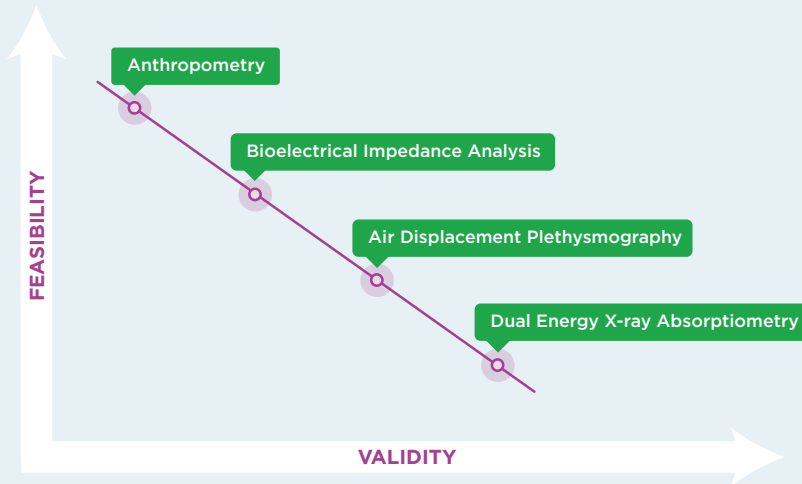 Anthropometry
Bioelectrical Impedance Analysis
Air Displacement Plethysmography
Dual Energy X-ray Absorptiometry
FEASIBILITY
VALIDITY